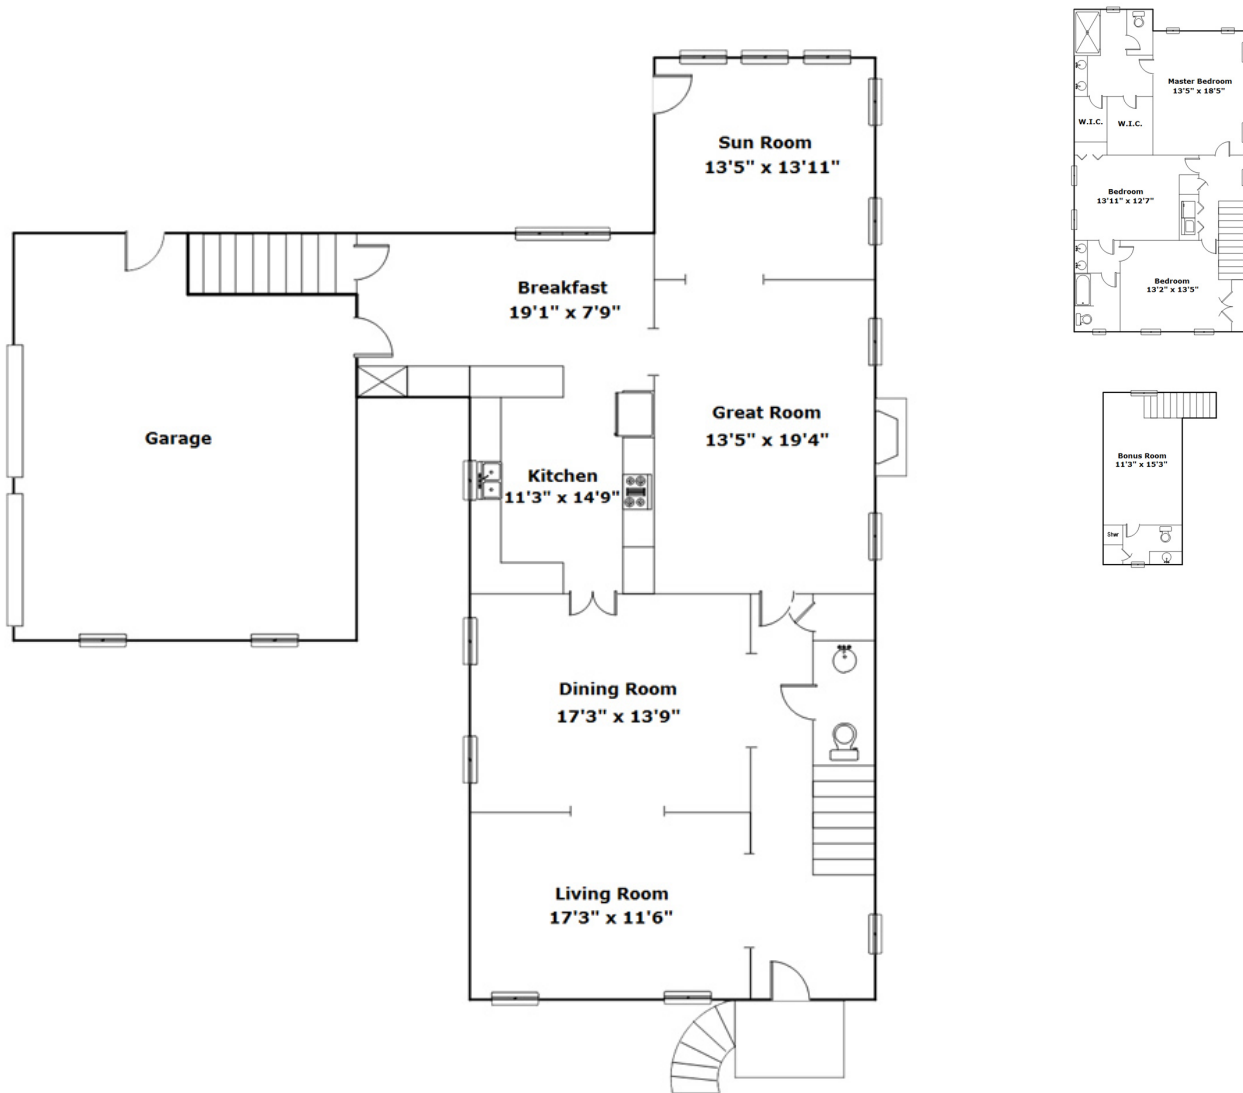 Sun Room
13'5" x 13'11"
Breakfast
19'1" x 7'9"
Great Room
13'5" x 19'4"
Garage
Kitchen
11'3" x 14'9"
Dining Room
17'3" x 13'9"
Living Room
17'3" x 11'6"
Master Bedroom
13'5" x 18'5"
W.I.C.
W.I.C.
Bedroom
13'11" x 12'7"
Bedroom
13'2" x 13'5"
Bonus Room
11'3" x 15'3"
Shwr